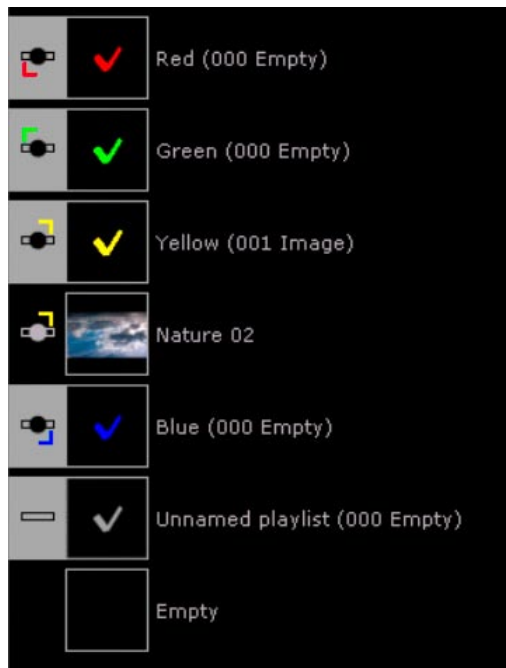 Red (000 Empty)
Green (000 Empty)
Yellow (001 Image)
Nature 02
Blue (000 Empty)
Unnamed playlist (000 Empty)
Empty